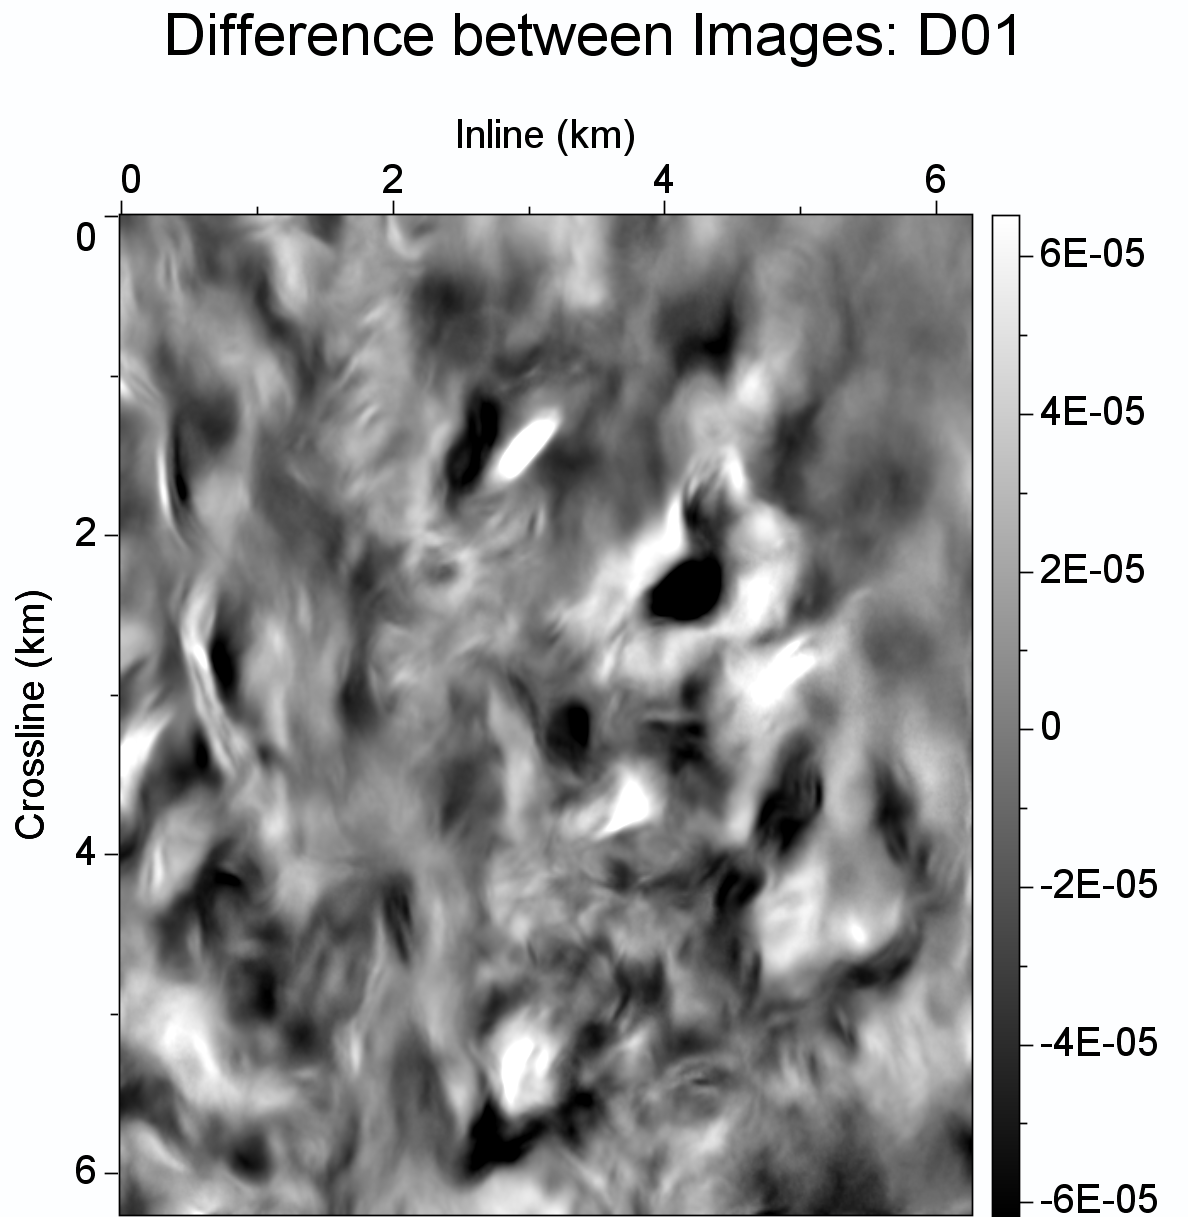 Difference between Images: D01
Inline (km)
0 2 4 6
0
2
4
6
Crossline (km)
6E-05
4E-05
2E-05
0
-2E-05
-4E-05
-6E-05